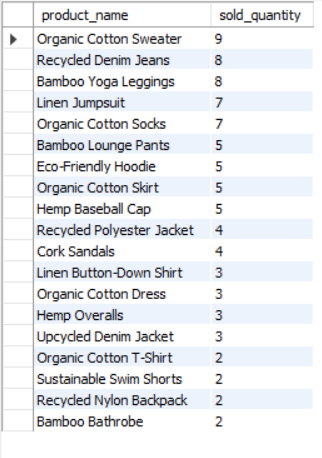 product_name sold_quantity
Organic Cotton Sweater 9
Recycled Denim Jeans 8
Bamboo Yoga Leggings 8
Linen Jumpsuit 7
Organic Cotton Socks 7
Bamboo Lounge Pants 5
Eco-Friendly Hoodie 5
Organic Cotton Skirt 5
Hemp Baseball Cap 5
Recycled Polyester Jacket 4
Cork Sandals 4
Linen Button-Down Shirt 3
Organic Cotton Dress 3
Hemp Overalls 3
Upcycled Denim Jacket 3
Organic Cotton T-Shirt 2
Sustainable Swim Shorts 2
Recycled Nylon Backpack 2
Bamboo Bathrobe 2